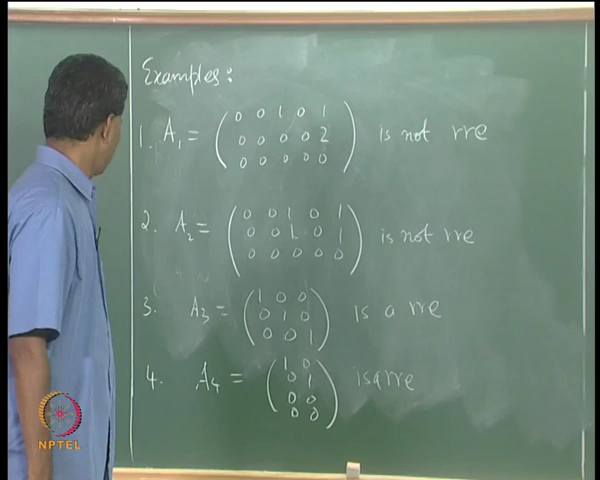 Examples:
1. A₁ = ( 0 0 1 0 1 is not rre
0 0 0 0 2
0 0 0 0 0 )
2. A₂ = ( 0 0 1 0 1 is not rre
0 0 1 0 1
0 0 0 0 0 )
3. A₃ = ( 1 0 0 is a rre
0 1 0
0 0 1 )
4. A₄ = ( 1 0 is a rre
0 1
0 0
0 0 )
NPTEL